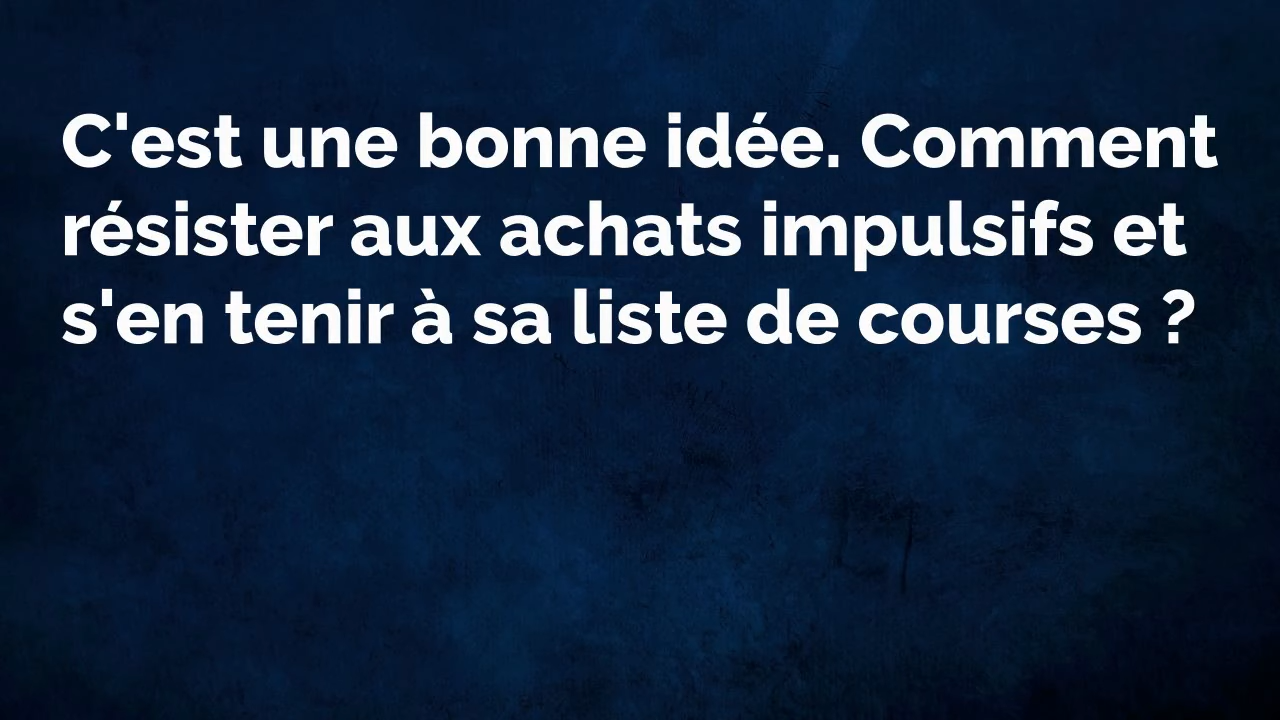 C'est une bonne idée. Comment
résister aux achats impulsifs et
s'en tenir à sa liste de courses ?